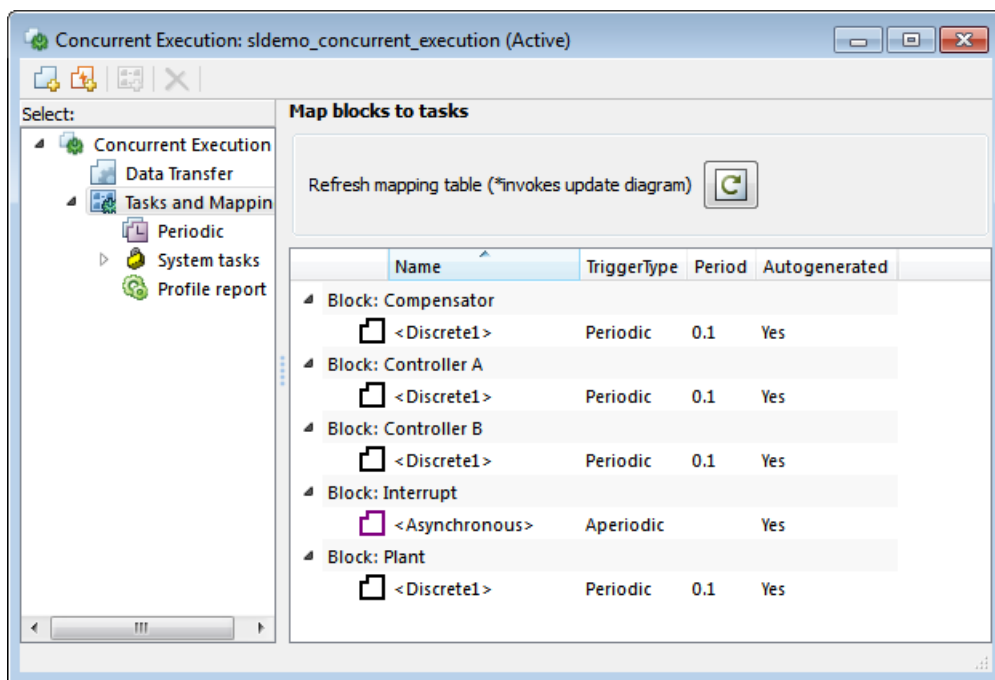 Concurrent Execution: sldemo_concurrent_execution (Active)
Select:
Concurrent Execution
Data Transfer
Tasks and Mappin
Periodic
System tasks
Profile report
Map blocks to tasks
Refresh mapping table (*invokes update diagram)
Name TriggerType Period Autogenerated
Block: Compensator
<Discrete1> Periodic 0.1 Yes
Block: Controller A
<Discrete1> Periodic 0.1 Yes
Block: Controller B
<Discrete1> Periodic 0.1 Yes
Block: Interrupt
<Asynchronous> Aperiodic Yes
Block: Plant
<Discrete1> Periodic 0.1 Yes